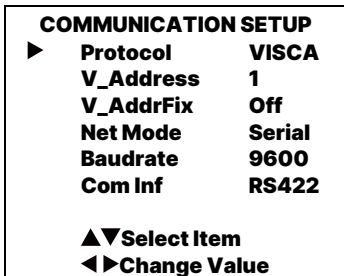 COMMUNICATION SETUP
▶ Protocol VISCA
V_Address 1
V_AddrFix Off
Net Mode Serial
Baudrate 9600
Com Inf RS422
▲▼Select Item
◀▶Change Value